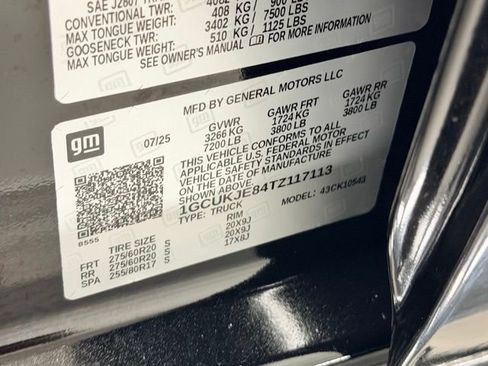 SAE J2807
CONVENTIONAL TWR: 408 KG / 900 LBS
MAX TONGUE WEIGHT: 3402 KG / 7500 LBS
GOOSENECK TWR: 510 KG / 1125 LBS
MAX TONGUE WEIGHT:
SEE OWNER'S MANUAL FOR MORE
gm
MFD BY GENERAL MOTORS LLC
07/25
GVWR GAWR FRT GAWR RR
3266 KG 1724 KG 1724 KG
7200 LB 3800 LB 3800 LB
THIS VEHICLE CONFORMS TO ALL
APPLICABLE U.S. FEDERAL MOTOR
VEHICLE SAFETY STANDARDS
IN EFFECT ON THE
DATE OF MANUFACTURE
SHOWN ABOVE.
1GCUKJE84TZ117113
TYPE: TRUCK MODEL: 43CK10543
B555
TIRE SIZE RIM
FRT 275/60R20 S 20X9J
RR 275/60R20 S 20X9J
SPA 255/80R17 S 17X8J